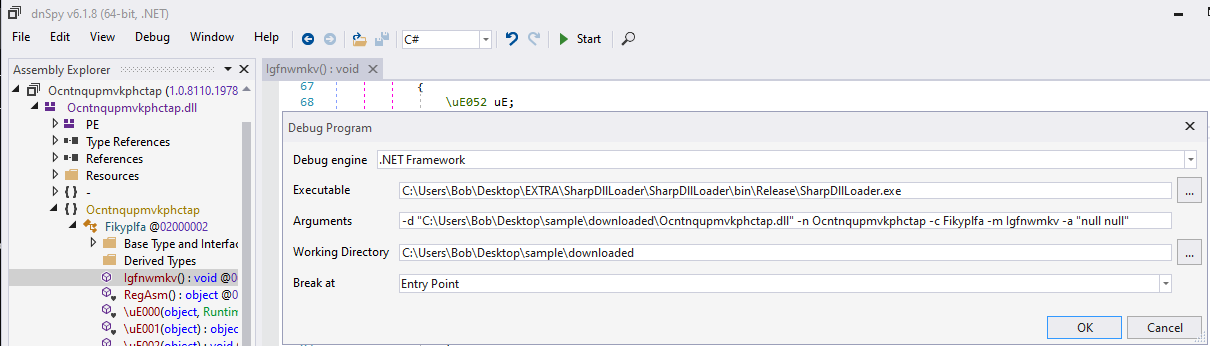 dnSpy v6.1.8 (64-bit, .NET)
File Edit View Debug Window Help C# Start
Assembly Explorer
Ocntnqupmvkphctap (1.0.8110.1978
Ocntnqupmvkphctap.dll
PE
Type References
References
Resources
-
Ocntnqupmvkphctap
Fikyplfa @02000002
Base Type and Interfac
Derived Types
Igfnwmkv() : void @0
RegAsm() : object @0
\uE000(object, Runtim
\uE001(object) : objec
\uE002(object) : void
Igfnwmkv() : void
67 {
68 \uE052 uE;
Debug Program
Debug engine .NET Framework
Executable C:\Users\Bob\Desktop\EXTRA\SharpDllLoader\SharpDllLoader\bin\Release\SharpDllLoader.exe ...
Arguments -d "C:\Users\Bob\Desktop\sample\downloaded\Ocntnqupmvkphctap.dll" -n Ocntnqupmvkphctap -c Fikyplfa -m Igfnwmkv -a "null null"
Working Directory C:\Users\Bob\Desktop\sample\downloaded ...
Break at Entry Point
OK Cancel